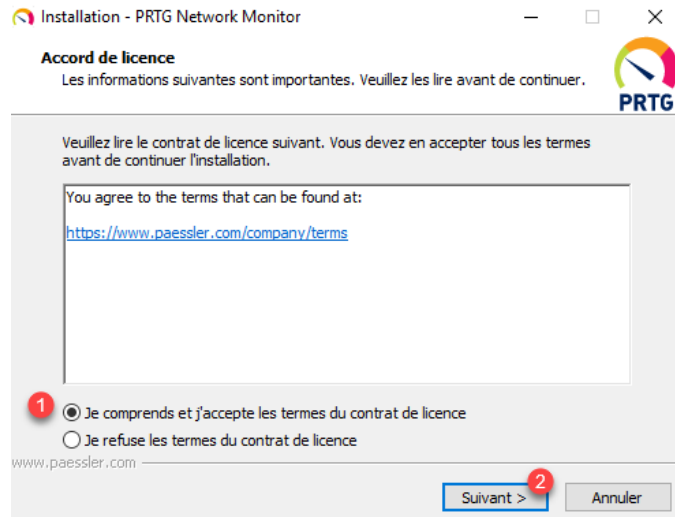 Installation - PRTG Network Monitor
Accord de licence
Les informations suivantes sont importantes. Veuillez les lire avant de continuer.
PRTG
Veuillez lire le contrat de licence suivant. Vous devez en accepter tous les termes
avant de continuer l'installation.
You agree to the terms that can be found at:
https://www.paessler.com/company/terms
1
Je comprends et j'accepte les termes du contrat de licence
Je refuse les termes du contrat de licence
www.paessler.com
2
Suivant >
Annuler